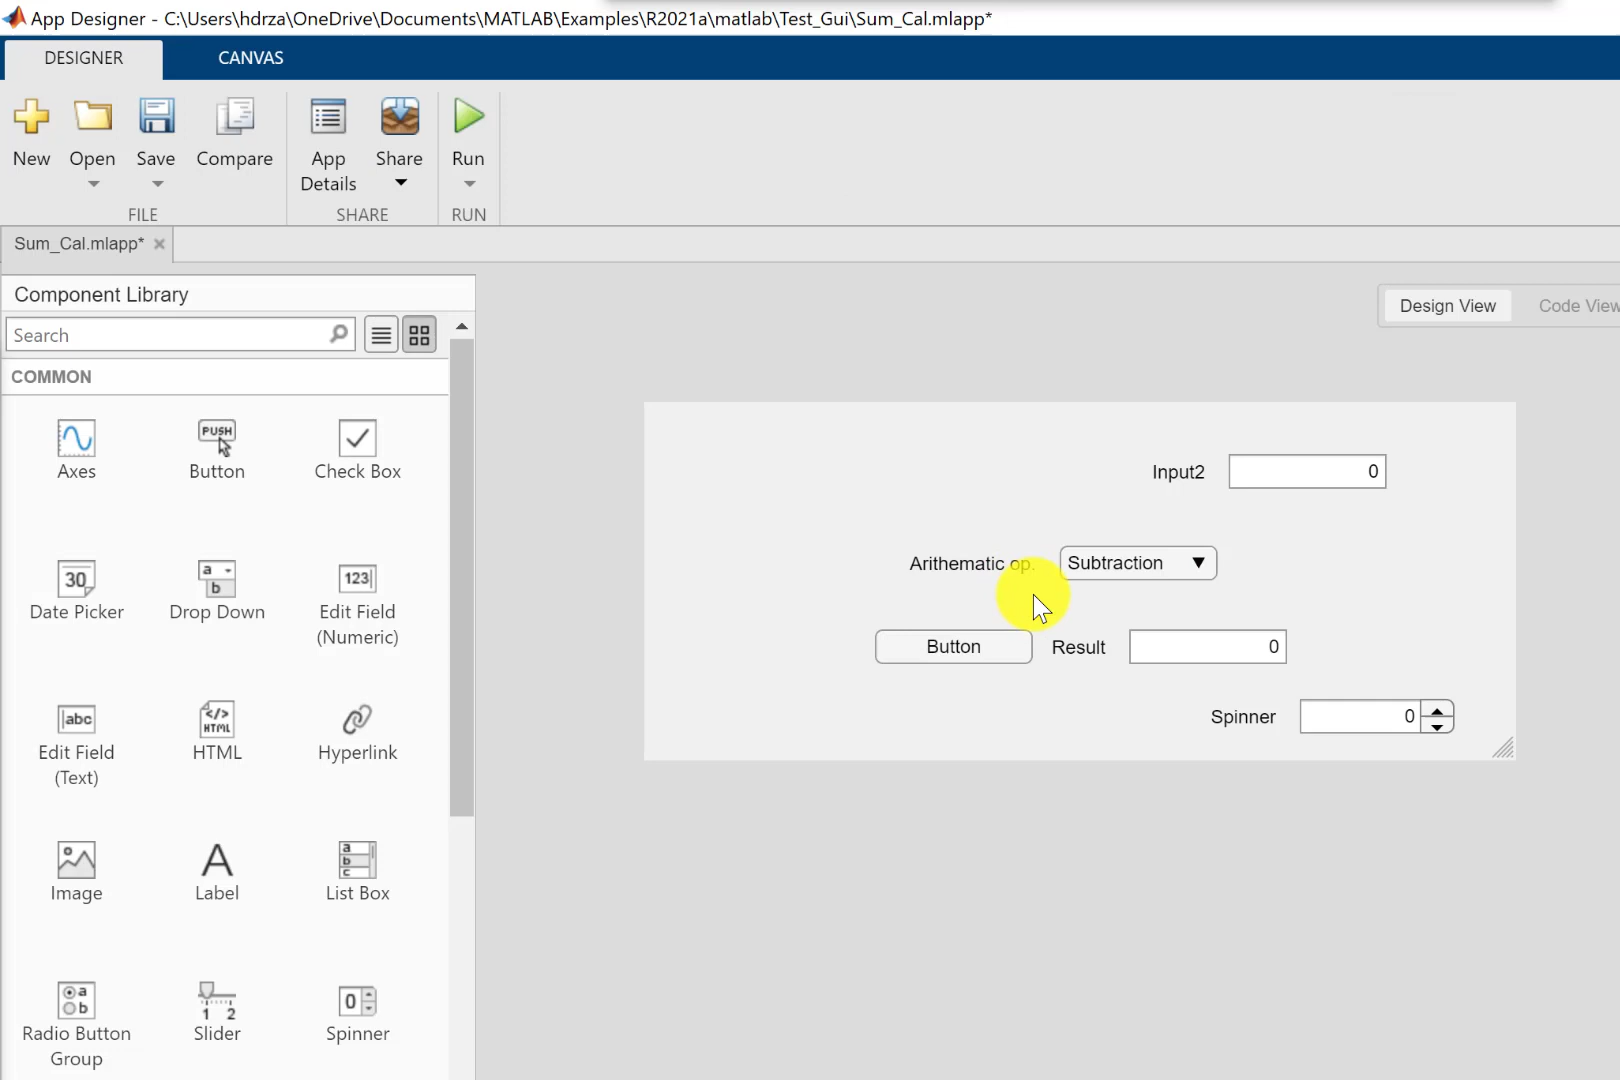 App Designer - C:\Users\hdrza\OneDrive\Documents\MATLAB\Examples\R2021a\matlab\Test_Gui\Sum_Cal.mlapp*
DESIGNER CANVAS
New Open Save Compare App Details Share Run
FILE SHARE RUN
Sum_Cal.mlapp*
Component Library
Design View Code View
Search
COMMON
PUSH
Axes Button Check Box
Input2 0
30 a b 123
Date Picker Drop Down Edit Field (Numeric)
Arithematic op. Subtraction
Button Result 0
abc </> HTML
Edit Field (Text) HTML Hyperlink
Spinner 0
A a b c
Image Label List Box
a b 1 2 0
Radio Button Group Slider Spinner